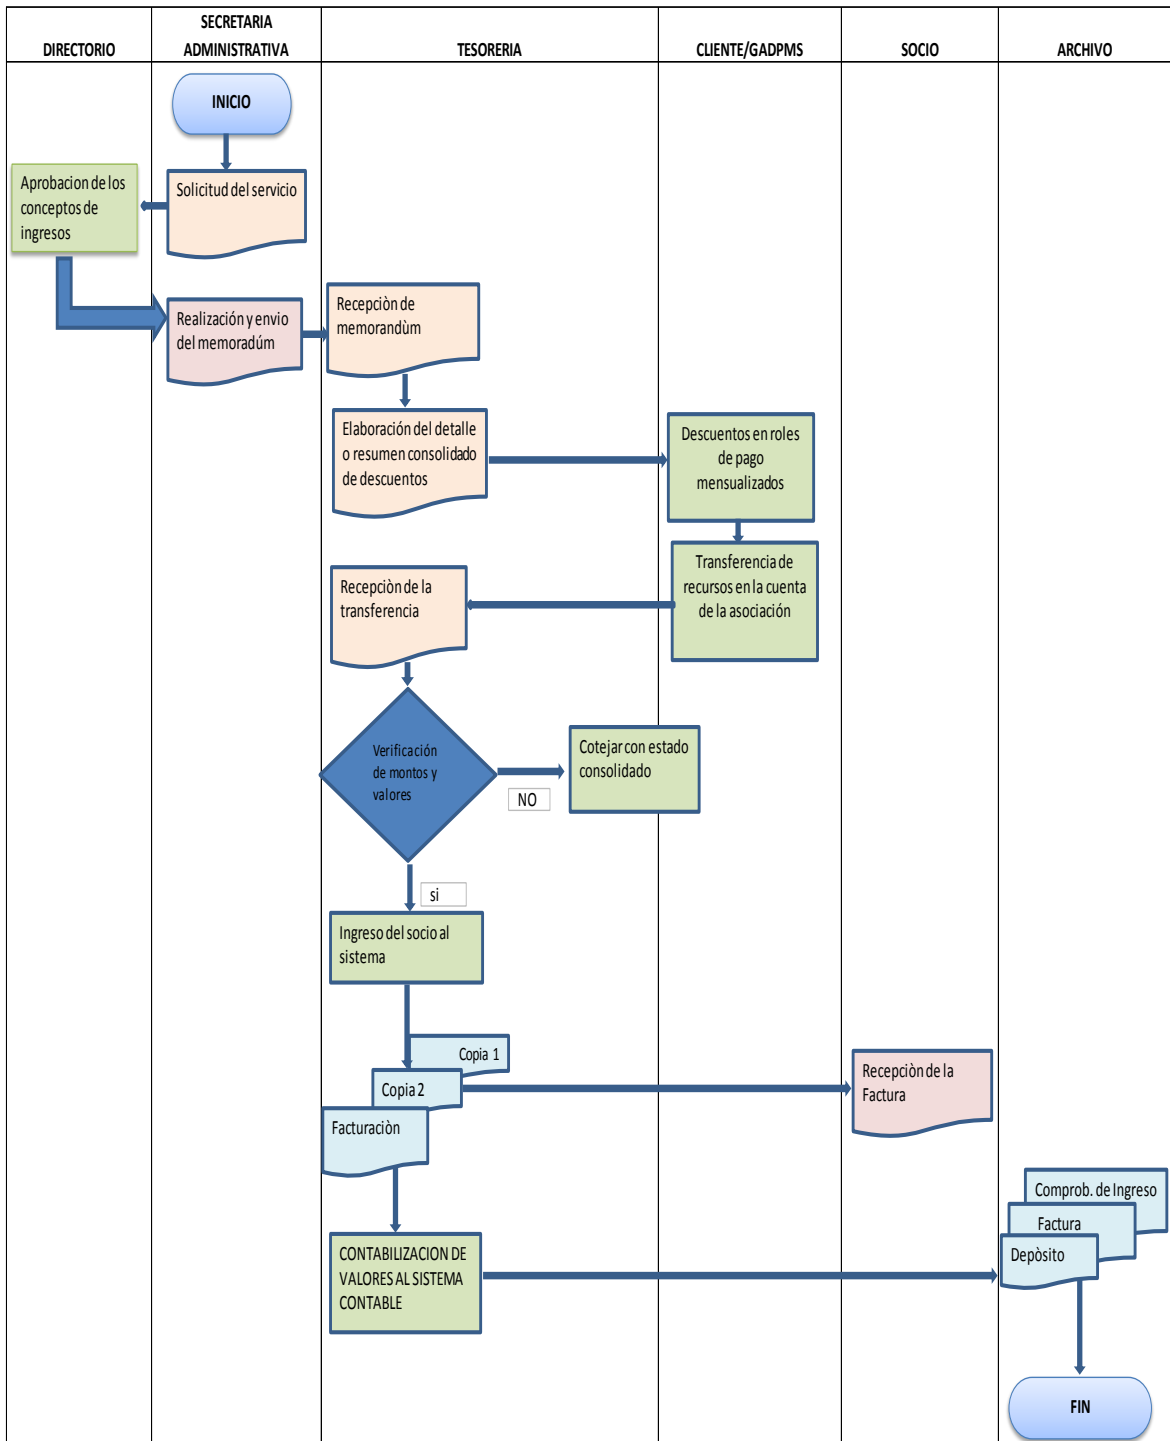 DIRECTORIO
SECRETARIA
ADMINISTRATIVA
TESORERIA
CLIENTE/GADPMS
SOCIO
ARCHIVO
INICIO
Solicitud del servicio
Aprobacion de los
conceptos de
ingresos
Realización y envio
del memoradúm
Recepciòn de
memorandùm
Elaboración del detalle
o resumen consolidado
de descuentos
Descuentos en roles
de pago
mensualizados
Transferencia de
recursos en la cuenta
de la asociación
Recepciòn de la
transferencia
Verificación
de montos y
valores
NO
Cotejar con estado
consolidado
si
Ingreso del socio al
sistema
Copia 1
Copia 2
Facturaciòn
Recepciòn de la
Factura
Comprob. de Ingreso
Factura
Depòsito
CONTABILIZACION DE
VALORES AL SISTEMA
CONTABLE
FIN